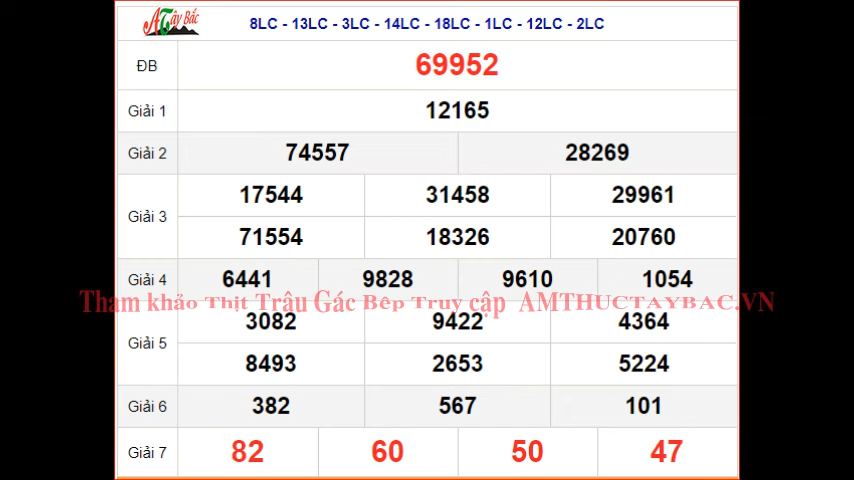 ATây Bắc
8LC - 13LC - 3LC - 14LC - 18LC - 1LC - 12LC - 2LC
ĐB 69952
Giải 1 12165
Giải 2 74557 28269
Giải 3 17544 31458 29961
71554 18326 20760
Giải 4 6441 9828 9610 1054
Tham khảo Thịt Trâu Gác Bếp Truy cập AMTHUCTAYBAC.VN
Giải 5 3082 9422 4364
8493 2653 5224
Giải 6 382 567 101
Giải 7 82 60 50 47